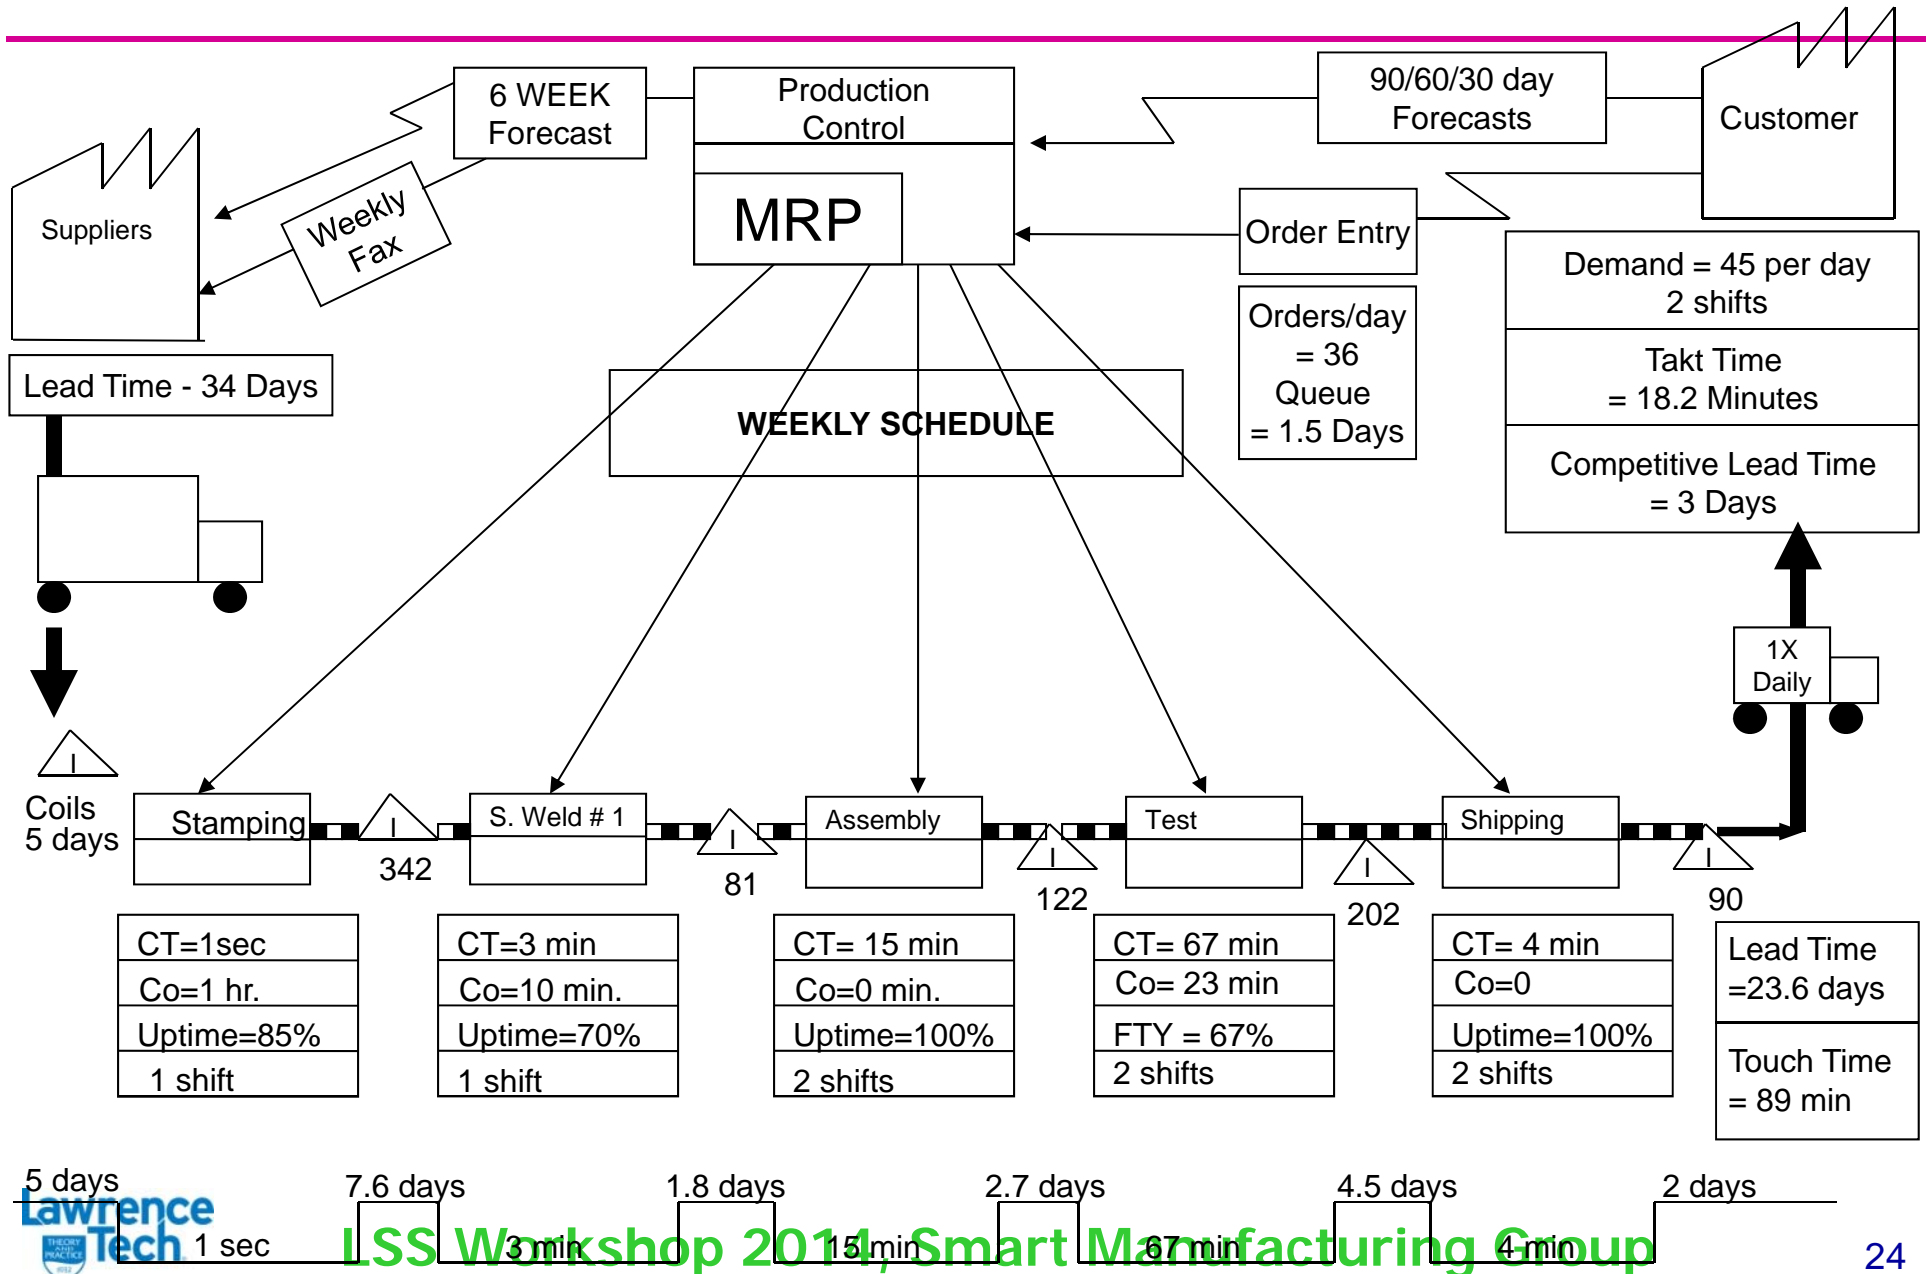 6 WEEK
Forecast
Production
Control
90/60/30 day
Forecasts
Customer
Suppliers
Weekly
Fax
MRP
Order Entry
Demand = 45 per day
2 shifts
Orders/day
= 36
Queue
= 1.5 Days
Takt Time
= 18.2 Minutes
Lead Time - 34 Days
WEEKLY SCHEDULE
Competitive Lead Time
= 3 Days
1X
Daily
I
Coils
5 days
Stamping
I
342
S. Weld # 1
I
81
Assembly
I
122
Test
I
202
Shipping
I
90
CT=1sec
Co=1 hr.
Uptime=85%
1 shift
CT=3 min
Co=10 min.
Uptime=70%
1 shift
CT= 15 min
Co=0 min.
Uptime=100%
2 shifts
CT= 67 min
Co= 23 min
FTY = 67%
2 shifts
CT= 4 min
Co=0
Uptime=100%
2 shifts
Lead Time
=23.6 days
Touch Time
= 89 min
5 days
7.6 days
1.8 days
2.7 days
4.5 days
2 days
1 sec
3 min
15 min
67 min
4 min
Lawrence
Tech
THEORY
AND
PRACTICE
1932
LSS Workshop 2014, Smart Manufacturing Group
24